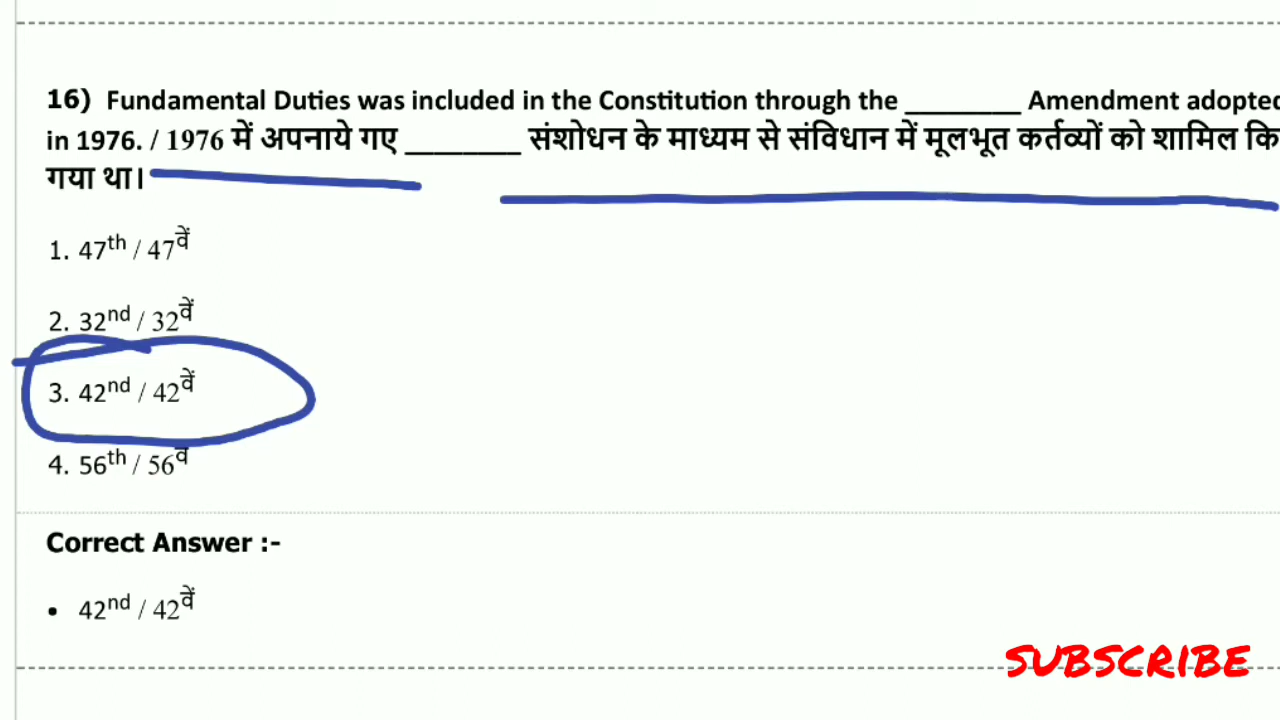 16) Fundamental Duties was included in the Constitution through the ________ Amendment adopted
in 1976. / 1976 में अपनाये गए ________ संशोधन के माध्यम से संविधान में मूलभूत कर्तव्यों को शामिल कि
गया था।
1. 47th / 47वें
2. 32nd / 32वें
3. 42nd / 42वें
4. 56th / 56वें
Correct Answer :-
• 42nd / 42वें
SUBSCRIBE